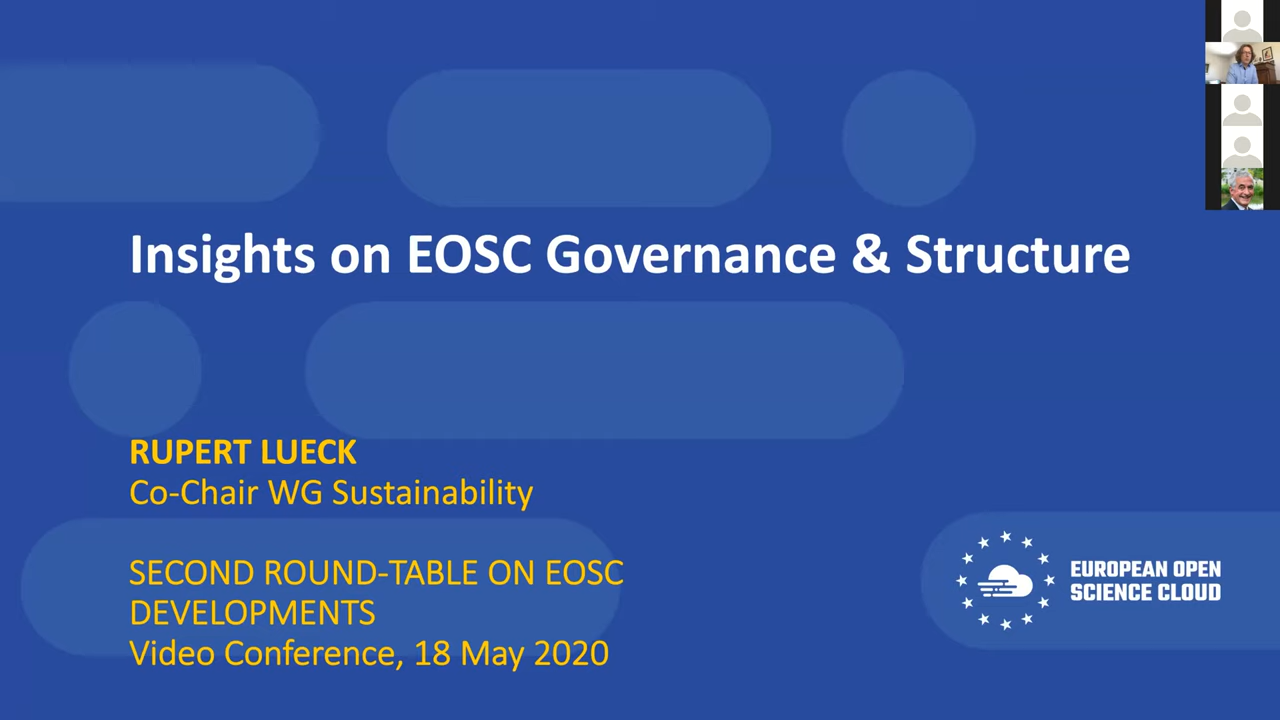 Insights on EOSC Governance & Structure
RUPERT LUECK
Co-Chair WG Sustainability
SECOND ROUND-TABLE ON EOSC
DEVELOPMENTS
Video Conference, 18 May 2020
EUROPEAN OPEN
SCIENCE CLOUD